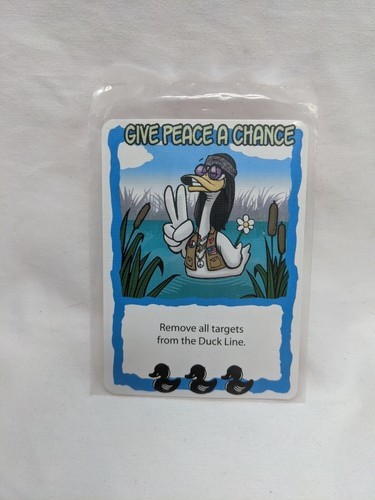 GIVE PEACE A CHANCE
Remove all targets
from the Duck Line.